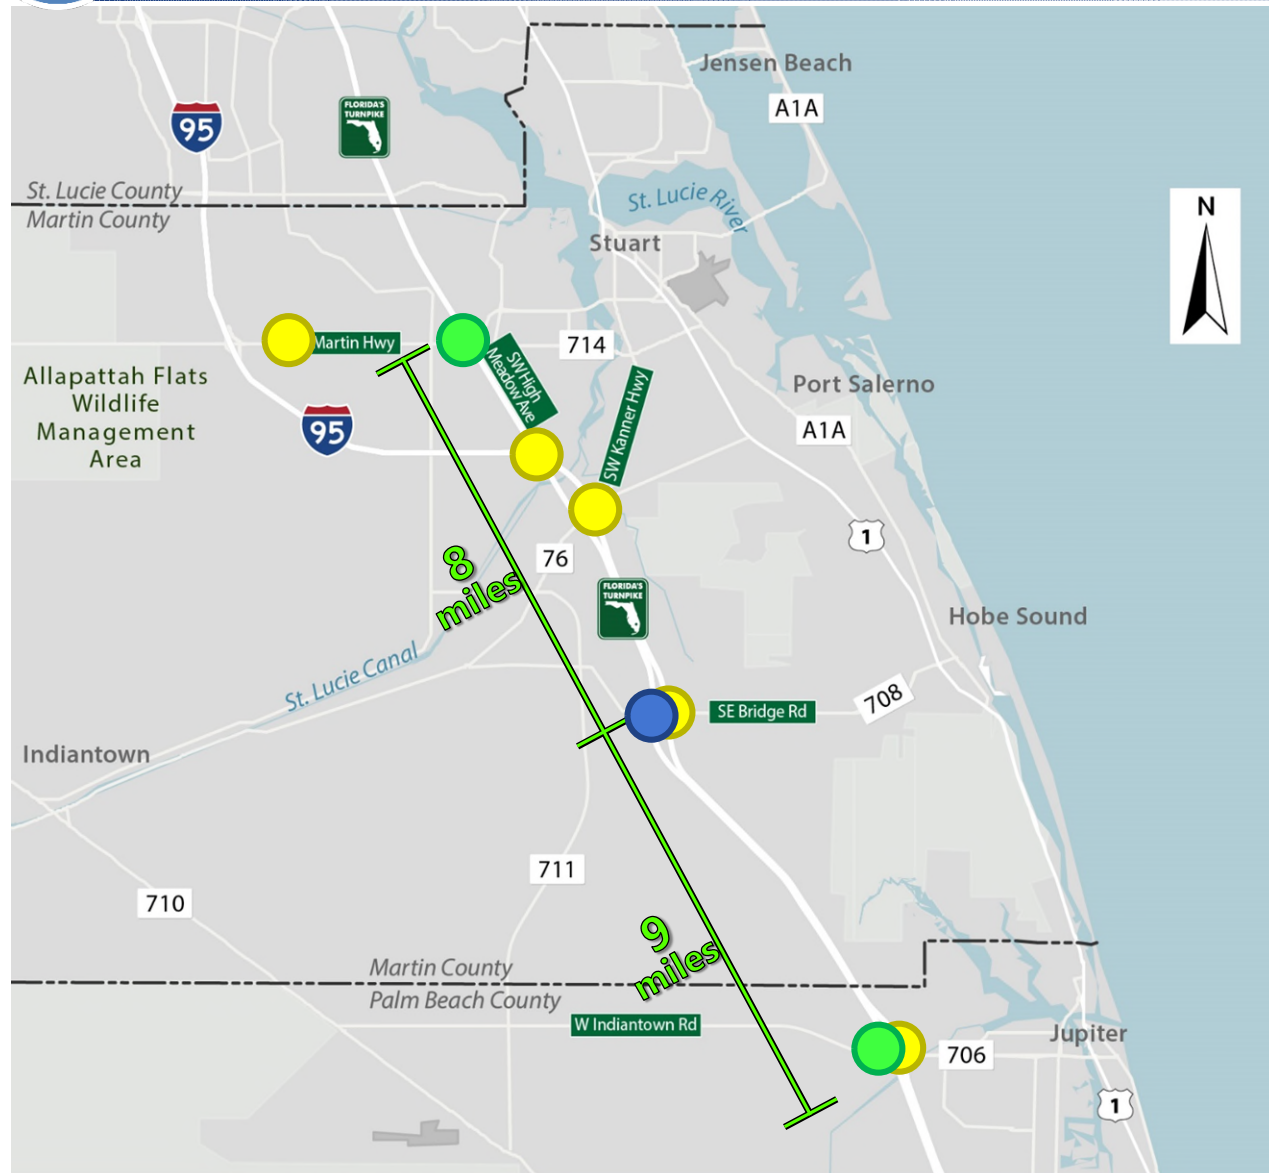 Jensen Beach
A1A
FLORIDA'S
TURNPIKE
95
St. Lucie County
Martin County
St. Lucie River
N
Stuart
Martin Hwy
714
SW High
Meadow Ave
SW Kanner Hwy
Allapattah Flats
Wildlife
Management
Area
95
Port Salerno
A1A
1
76
8
miles
FLORIDA'S
TURNPIKE
Hobe Sound
St. Lucie Canal
708
SE Bridge Rd
Indiantown
711
710
9
miles
Martin County
Palm Beach County
W Indiantown Rd
Jupiter
706
1